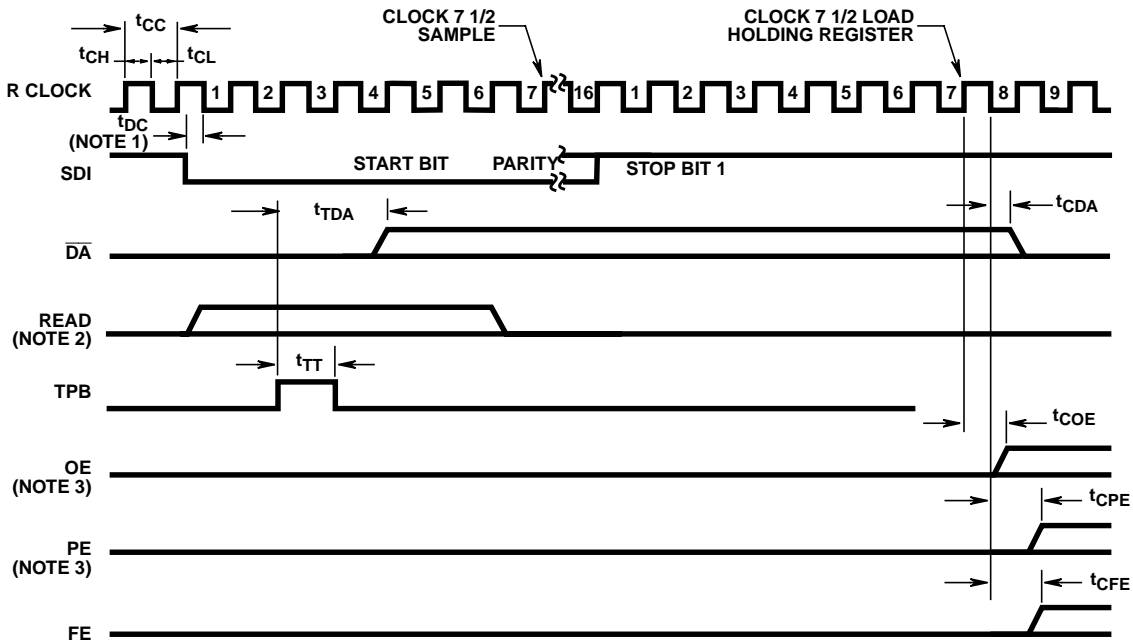 tCC
CLOCK 7 1/2
SAMPLE
CLOCK 7 1/2 LOAD
HOLDING REGISTER
tCH
tCL
R CLOCK
1 2 3 4 5 6 7 16 1 2 3 4 5 6 7 8 9
tDC
(NOTE 1)
SDI
START BIT
PARITY
STOP BIT 1
tTDA
tCDA
DA
READ
(NOTE 2)
tTT
TPB
tCOE
OE
(NOTE 3)
tCPE
PE
(NOTE 3)
tCFE
FE